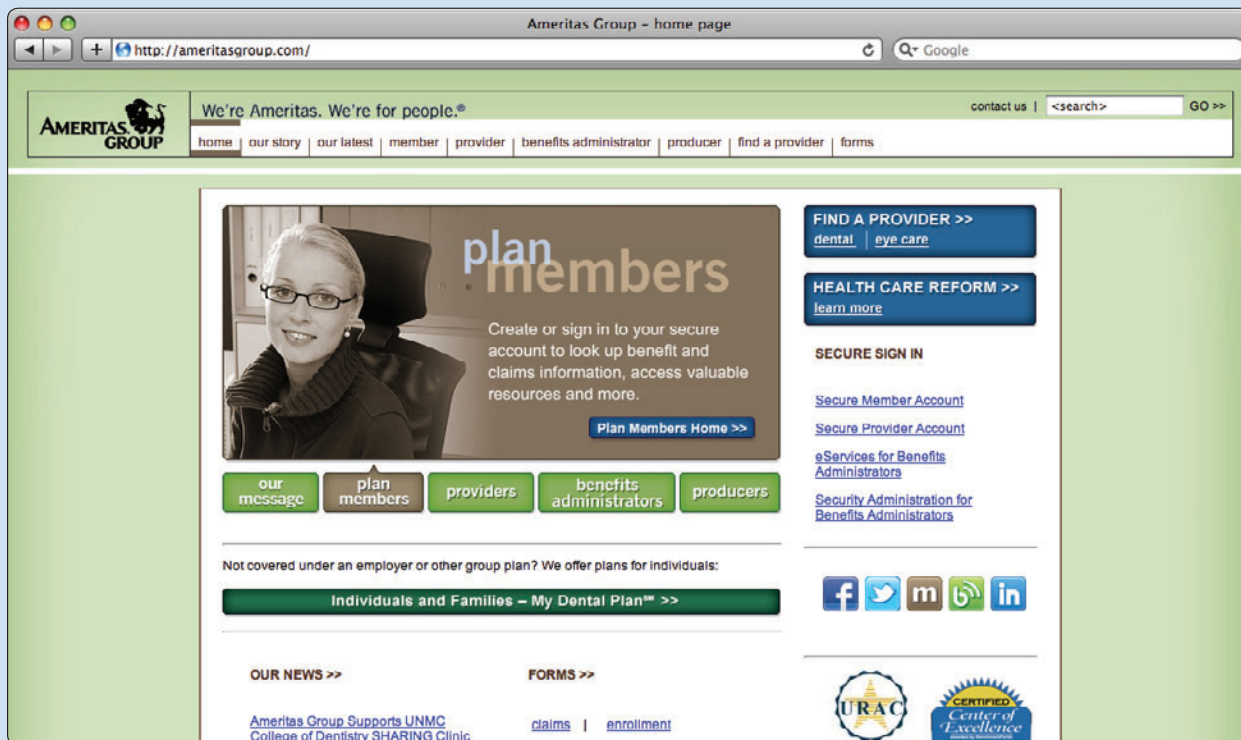 Ameritas Group – home page
http://ameritasgroup.com/
Google
AMERITAS
GROUP
We're Ameritas. We're for people.®
contact us | <search> GO >>
home | our story | our latest | member | provider | benefits administrator | producer | find a provider | forms
plan
members
Create or sign in to your secure
account to look up benefit and
claims information, access valuable
resources and more.
Plan Members Home >>
our
message
plan
members
providers
benefits
administrators
producers
Not covered under an employer or other group plan? We offer plans for individuals:
Individuals and Families – My Dental Plan℠ >>
OUR NEWS >>
Ameritas Group Supports UNMC
College of Dentistry SHARING Clinic
FORMS >>
claims | enrollment
FIND A PROVIDER >>
dental | eye care
HEALTH CARE REFORM >>
learn more
SECURE SIGN IN
Secure Member Account
Secure Provider Account
eServices for Benefits
Administrators
Security Administration for
Benefits Administrators
f
m
b
in
URAC
CERTIFIED
Center of
Excellence